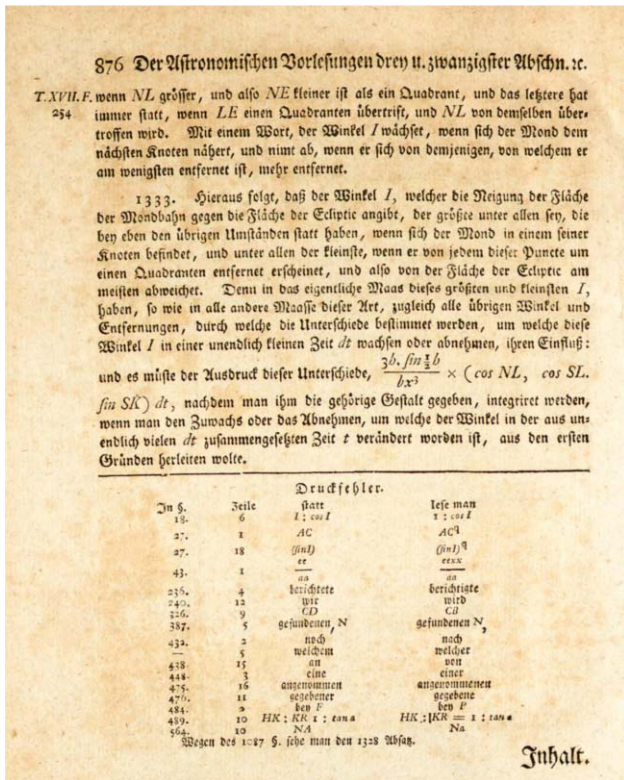 876 Der Astronomischen Vorlesungen drey u. zwanzigster Abschn. ꝛc.
T. XVII. F. wenn NL grösser, und also NE kleiner ist als ein Quadrant, und das letztere hat
254 immer statt, wenn LE einen Quadranten übertrift, und NL von demselben über-
troffen wird. Mit einem Wort, der Winkel I wächset, wenn sich der Mond dem
nächsten Knoten nähert, und nimt ab, wenn er sich von demjenigen, von welchem er
am wenigsten entfernet ist, mehr entfernet.
1333. Hieraus folgt, daß der Winkel I, welcher die Neigung der Fläche
der Mondbahn gegen die Fläche der Ecliptic angibt, der größte unter allen sey, die
bey eben den übrigen Umständen statt haben, wenn sich der Mond in einem seiner
Knoten befindet, und unter allen der kleinste, wenn er von jedem dieser Puncte um
einen Quadranten entfernet erscheinet, und also von der Fläche der Ecliptic am
meisten abweichet. Denn in das eigentliche Maas dieses größten und kleinsten I,
haben, so wie in alle andere Maasse dieser Art, zugleich alle übrigen Winkel und
Entfernungen, durch welche die Unterschiede bestimmet werden, um welche diese
Winkel I in einer unendlich kleinen Zeit dt wachsen oder abnehmen, ihren Einfluß:
und es müste der Ausdruck dieser Unterschiede, 3b. sin ½ b / bx³ × (cos NL, cos SL.
sin SK) dt, nachdem man ihm die gehörige Gestalt gegeben, integriret werden,
wenn man den Zuwachs oder das Abnehmen, um welche der Winkel in der aus un-
endlich vielen dt zusammengesetzten Zeit t verändert worden ist, aus den ersten
Gründen herleiten wolte.
Druckfehler.
In §. Zeile statt lese man
18. 6 I : cos I 1 : cos I
27. 1 AC ACq
27. 18 (sinI) (sin I)q
43. 1 ee/aa eexx/aa
236. 4 berichtete berichtigte
240. 12 wir wird
326. 9 CD CB
387. 5 gefundenen, N gefundenen N,
432. 2 noch nach
— 5 welchem welcher
438. 15 an von
448. 3 eine einer
475. 16 angenommen angenommenen
476. 11 gegebener gegebene
484. 2 bey F bey P
489. 10 HK : KR 1 : tan a HK : KR = 1 : tan a
564. 10 NA Na
Wegen des 1087 §. sehe man den 1328 Absatz.
Inhalt.